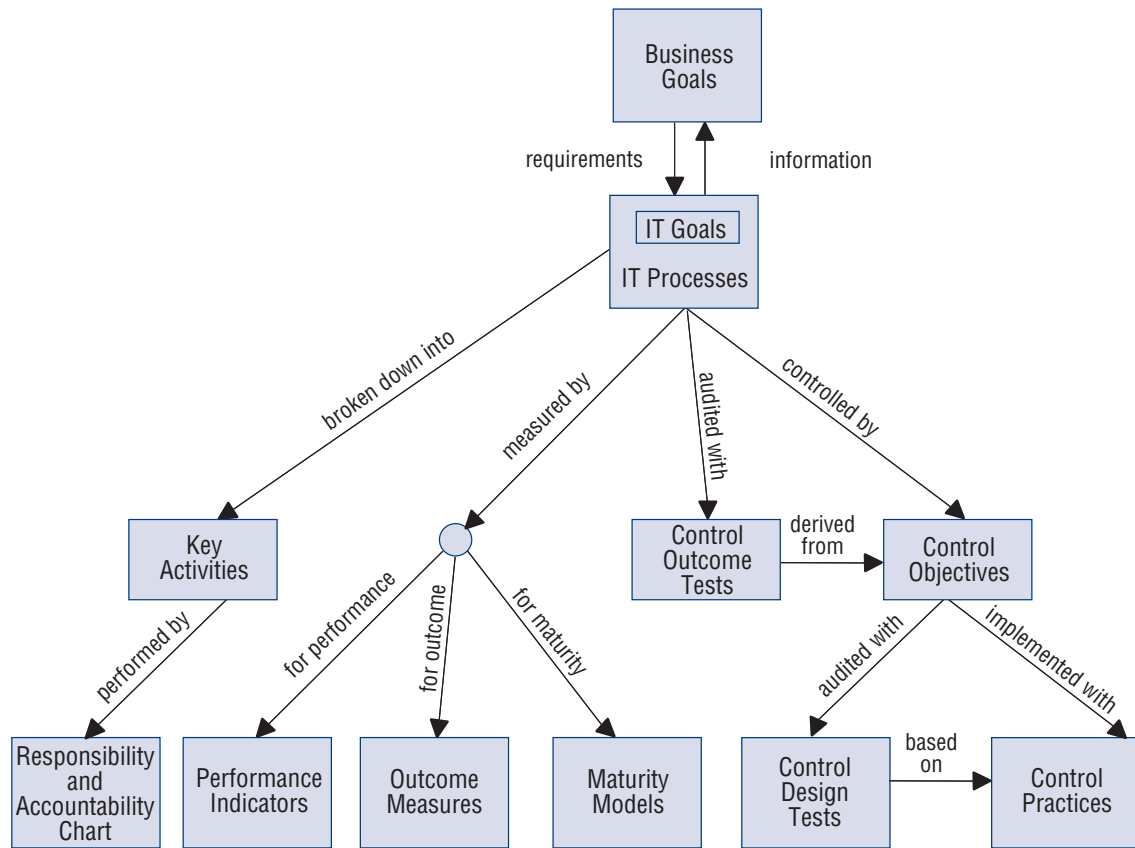 Business
Goals
requirements
information
IT Goals
IT Processes
broken down into
measured by
audited with
controlled by
Key
Activities
Control
Outcome
Tests
derived
from
Control
Objectives
performed by
for performance
for outcome
for maturity
audited with
implemented with
Responsibility
and
Accountability
Chart
Performance
Indicators
Outcome
Measures
Maturity
Models
Control
Design
Tests
based
on
Control
Practices